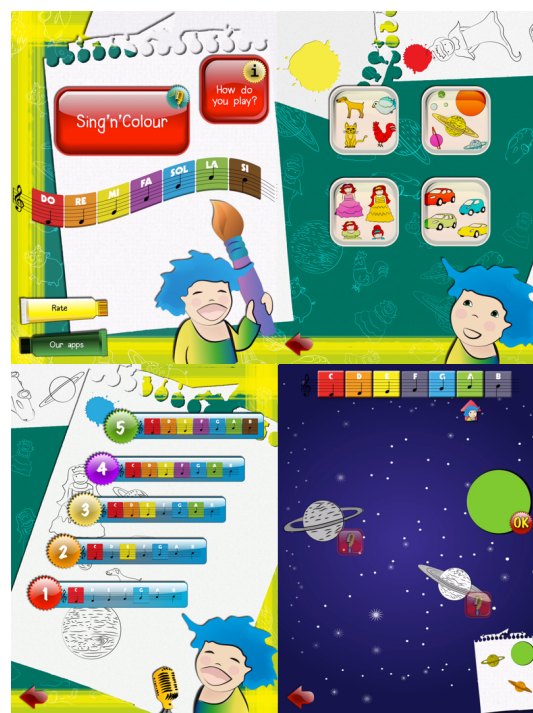 i
How do
you play?
Sing'n'Colour
DO RE MI FA SOL LA SI
Rate
Our apps
5 C D E F G A B
4 C D E F G A B
3 C D E F G A B
2 C D E F G A B
1 C D E F G A B
C D E F G A B
OK